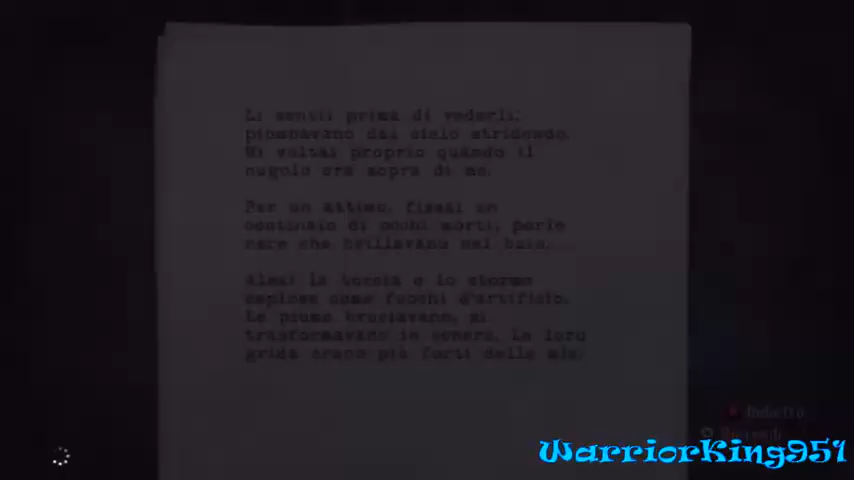 Li sentii prima di vederli,
piombavano dal cielo stridendo.
Mi voltai proprio quando il
nugolo era sopra di me.
Per un attimo, fissai un
centinaio di occhi morti, perle
nere che brillavano nel buio.
Alzai la torcia e lo stormo
esplose come fuochi d'artificio.
Le piume bruciavano, si
trasformavano in cenere. Le loro
grida erano più forti delle mie.
Indietro
WarriorKing951